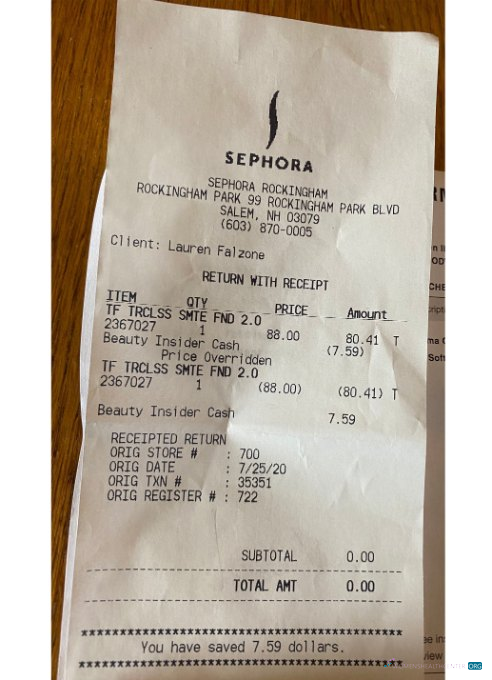 SEPHORA
SEPHORA ROCKINGHAM
ROCKINGHAM PARK 99 ROCKINGHAM PARK BLVD
SALEM, NH 03079
(603) 870-0005
Client: Lauren Falzone
RETURN WITH RECEIPT
ITEM QTY PRICE Amount
TF TRCLSS SMTE FND 2.0
2367027 1 88.00 80.41 T
Beauty Insider Cash (7.59)
Price Overridden
TF TRCLSS SMTE FND 2.0
2367027 1 (88.00) (80.41) T
Beauty Insider Cash 7.59
RECEIPTED RETURN
ORIG STORE # : 700
ORIG DATE : 7/25/20
ORIG TXN # : 35351
ORIG REGISTER # : 722
SUBTOTAL 0.00
TOTAL AMT 0.00
****************************************
You have saved 7.59 dollars.
****************************************